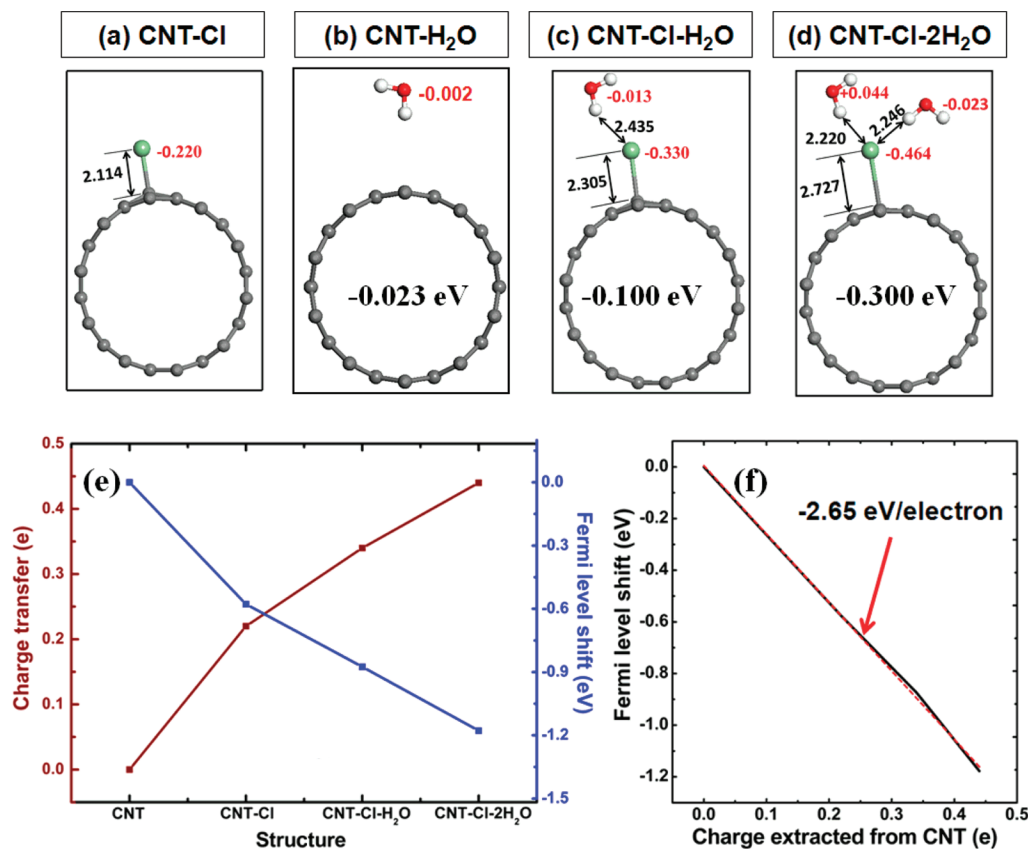 (a) CNT-Cl
(b) CNT-H₂O
(c) CNT-Cl-H₂O
(d) CNT-Cl-2H₂O
-0.220
2.114
-0.002
-0.023 eV
-0.013
2.435
-0.330
2.305
-0.100 eV
+0.044
-0.023
2.246
2.220
-0.464
2.727
-0.300 eV
(e)
Charge transfer (e)
0.5
0.4
0.3
0.2
0.1
0.0
0.0
-0.3
-0.6
-0.9
-1.2
-1.5
Fermi level shift (eV)
CNT
CNT-Cl
CNT-Cl-H₂O
CNT-Cl-2H₂O
Structure
(f)
-2.65 eV/electron
Fermi level shift (eV)
0.0
-0.2
-0.4
-0.6
-0.8
-1.0
-1.2
0.0 0.1 0.2 0.3 0.4 0.5
Charge extracted from CNT (e)